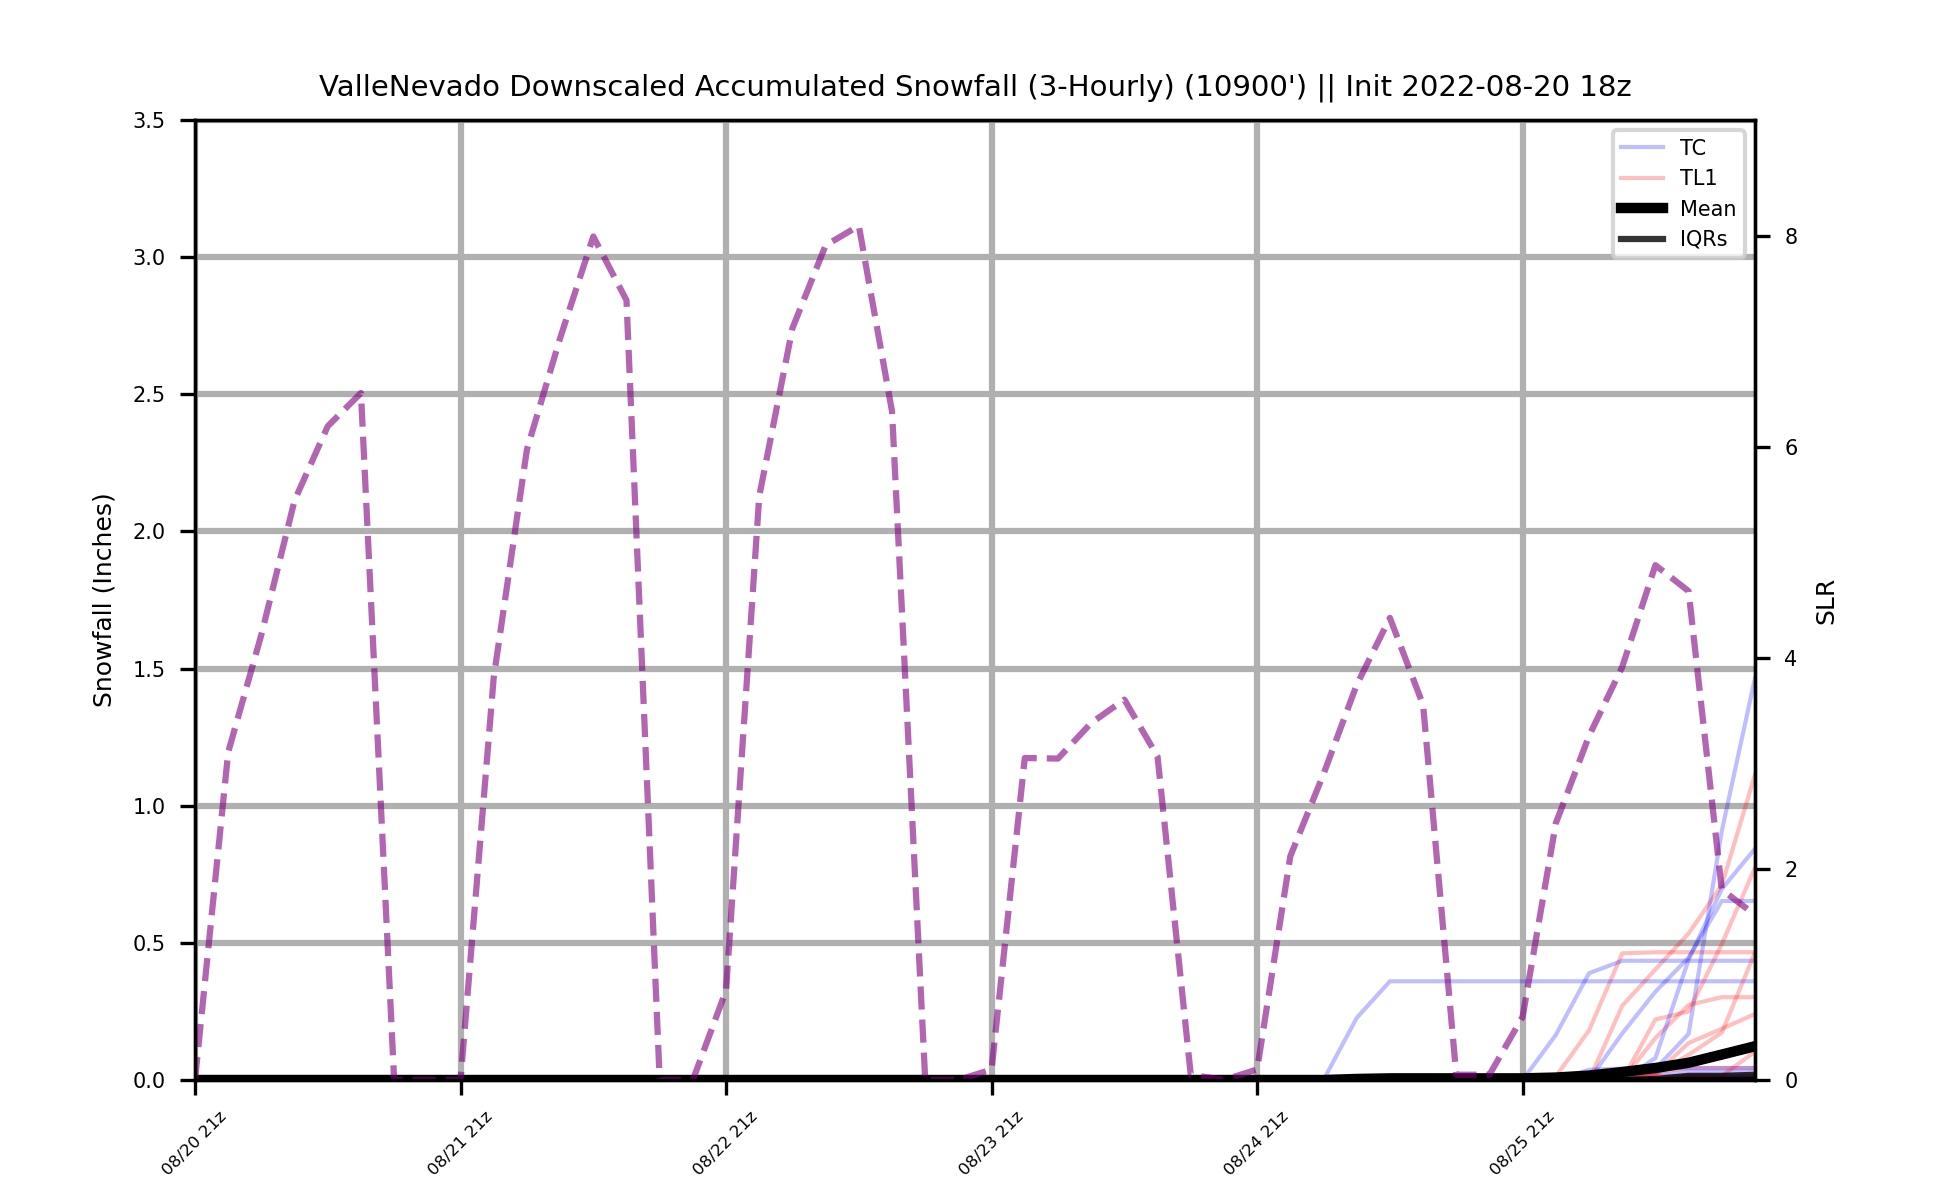 ValleNevado Downscaled Accumulated Snowfall (3-Hourly) (10900') || Init 2022-08-20 18z
TC
TL1
Mean
IQRs
Snowfall (Inches)
3.5
3.0
2.5
2.0
1.5
1.0
0.5
0.0
8
6
4
2
0
SLR
08/20 21z
08/21 21z
08/22 21z
08/23 21z
08/24 21z
08/25 21z